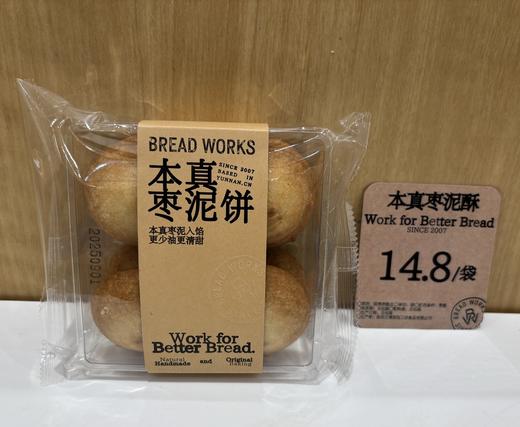 BREAD WORKS
本真
枣泥饼
SINCE 2007
BASED IN
YUNNAN.CN
本真枣泥入馅
更少油更清甜
20250901
Work for
Better Bread.
Natural and Original
Handmade Baking
本真枣泥酥
Work for Better Bread
SINCE 2007
14.8/袋
BREAD WORKS